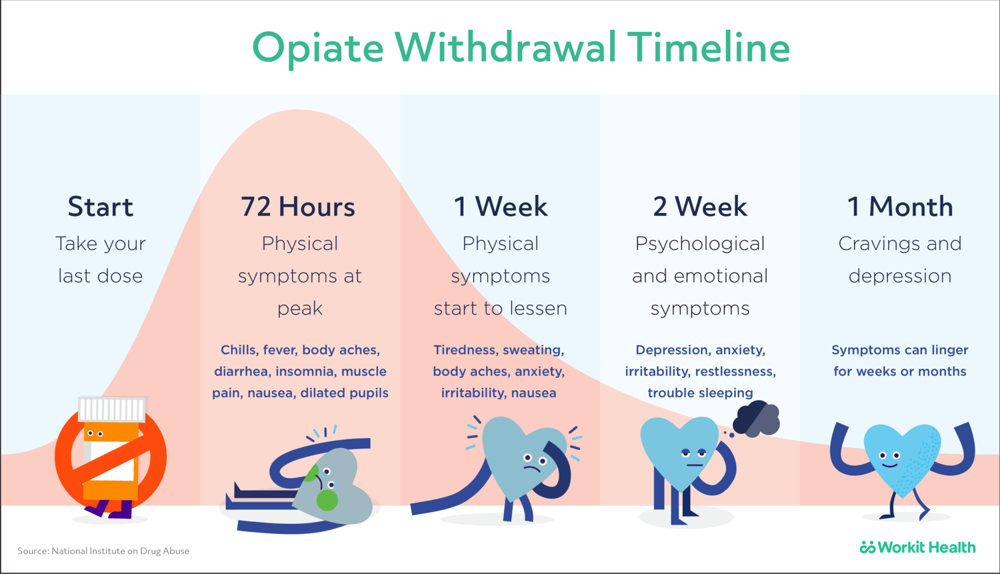 Opiate Withdrawal Timeline
Start
Take your
last dose
72 Hours
Physical
symptoms at
peak
Chills, fever, body aches,
diarrhea, insomnia, muscle
pain, nausea, dilated pupils
1 Week
Physical
symptoms
start to lessen
Tiredness, sweating,
body aches, anxiety,
irritability, nausea
2 Week
Psychological
and emotional
symptoms
Depression, anxiety,
irritability, restlessness,
trouble sleeping
1 Month
Cravings and
depression
Symptoms can linger
for weeks or months
Source: National Institute on Drug Abuse
Workit Health